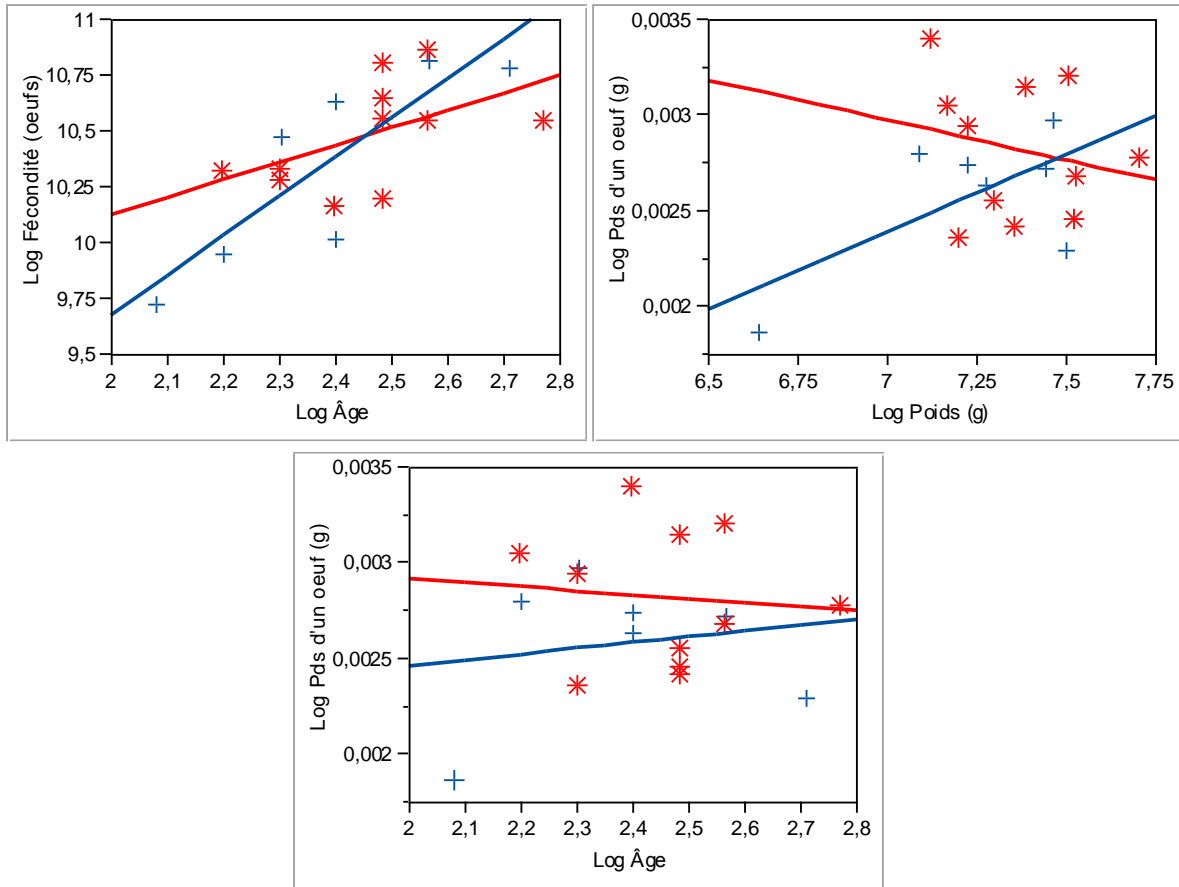 Log Fécondité (oeufs)
11
10,75
10,5
10,25
10
9,75
9,5
2 2,1 2,2 2,3 2,4 2,5 2,6 2,7 2,8
Log Âge
Log Pds d'un oeuf (g)
0,0035
0,003
0,0025
0,002
6,5 6,75 7 7,25 7,5 7,75
Log Poids (g)
Log Pds d'un oeuf (g)
0,0035
0,003
0,0025
0,002
2 2,1 2,2 2,3 2,4 2,5 2,6 2,7 2,8
Log Âge